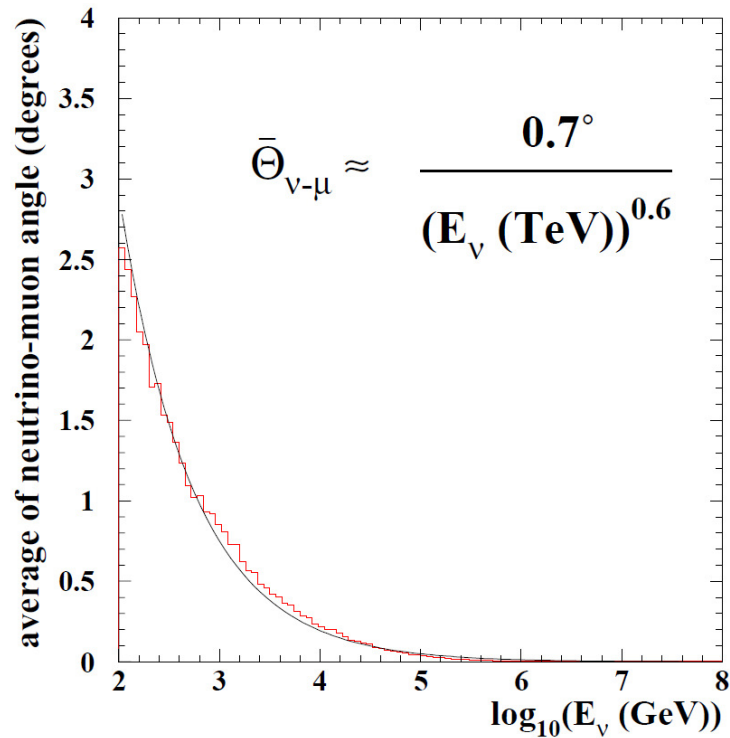 average of neutrino-muon angle (degrees)
4
3.5
3
2.5
2
1.5
1
0.5
0
Θ̄ν-μ ≈ 0.7° / (Eν (TeV))^0.6
2 3 4 5 6 7 8
log10(Eν (GeV))